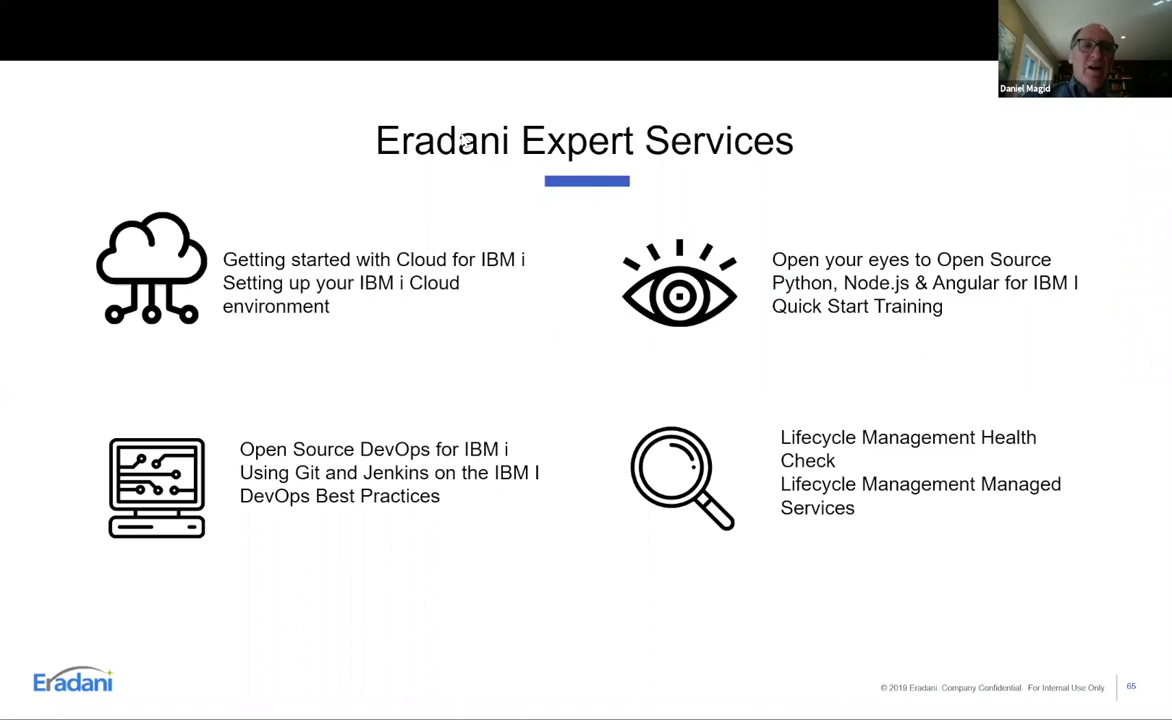 Daniel Magid
Eradani Expert Services
Getting started with Cloud for IBM i
Setting up your IBM i Cloud
environment
Open your eyes to Open Source
Python, Node.js & Angular for IBM I
Quick Start Training
Open Source DevOps for IBM i
Using Git and Jenkins on the IBM I
DevOps Best Practices
Lifecycle Management Health
Check
Lifecycle Management Managed
Services
Eradani
© 2019 Eradani. Company Confidential. For Internal Use Only
65